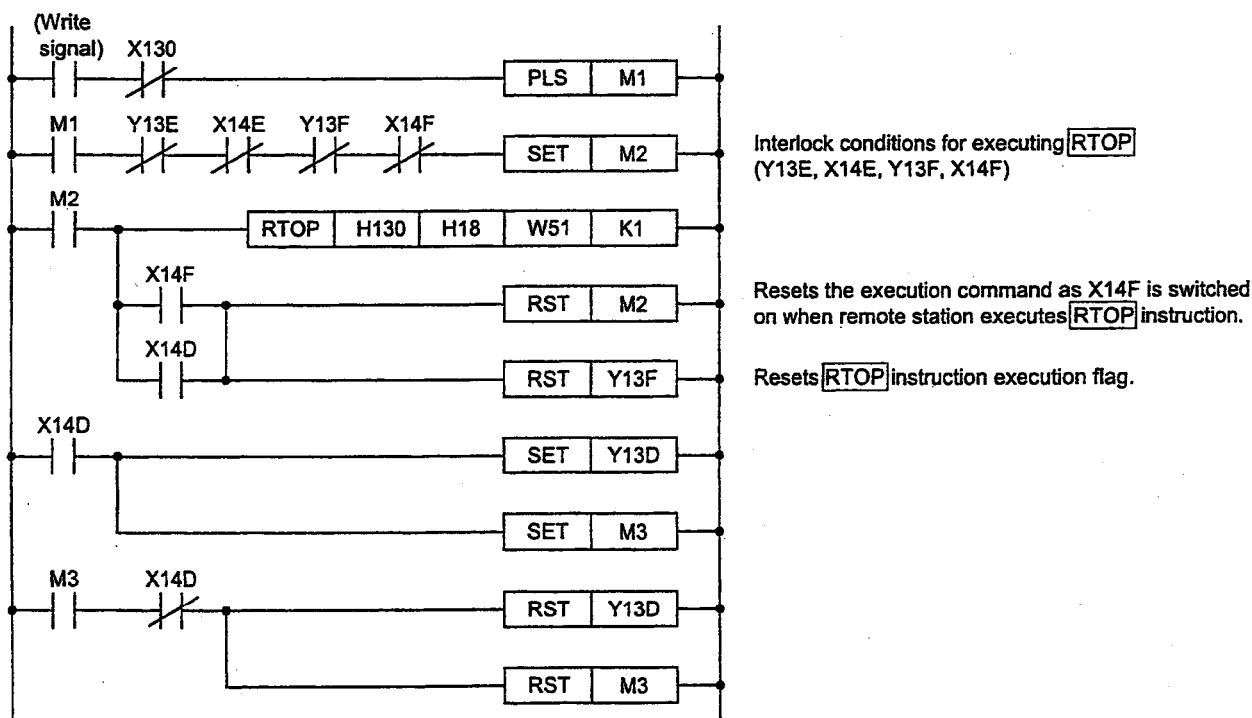 (Write
signal) X130
PLS M1
M1 Y13E X14E Y13F X14F
SET M2
Interlock conditions for executing RTOP
(Y13E, X14E, Y13F, X14F)
M2
RTOP H130 H18 W51 K1
X14F
RST M2
Resets the execution command as X14F is switched
on when remote station executes RTOP instruction.
X14D
RST Y13F
Resets RTOP instruction execution flag.
X14D
SET Y13D
SET M3
M3 X14D
RST Y13D
RST M3